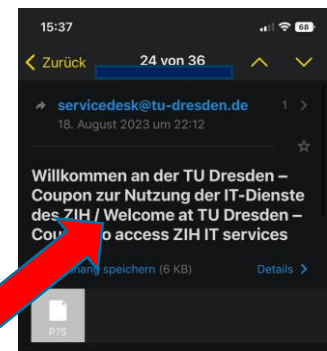 15:37
68
Zurück 24 von 36
servicedesk@tu-dresden.de 1
18. August 2023 um 22:12
Willkommen an der TU Dresden –
Coupon zur Nutzung der IT-Dienste
des ZIH / Welcome at TU Dresden –
access ZIH IT services
speichern (6 KB) Details
P7S